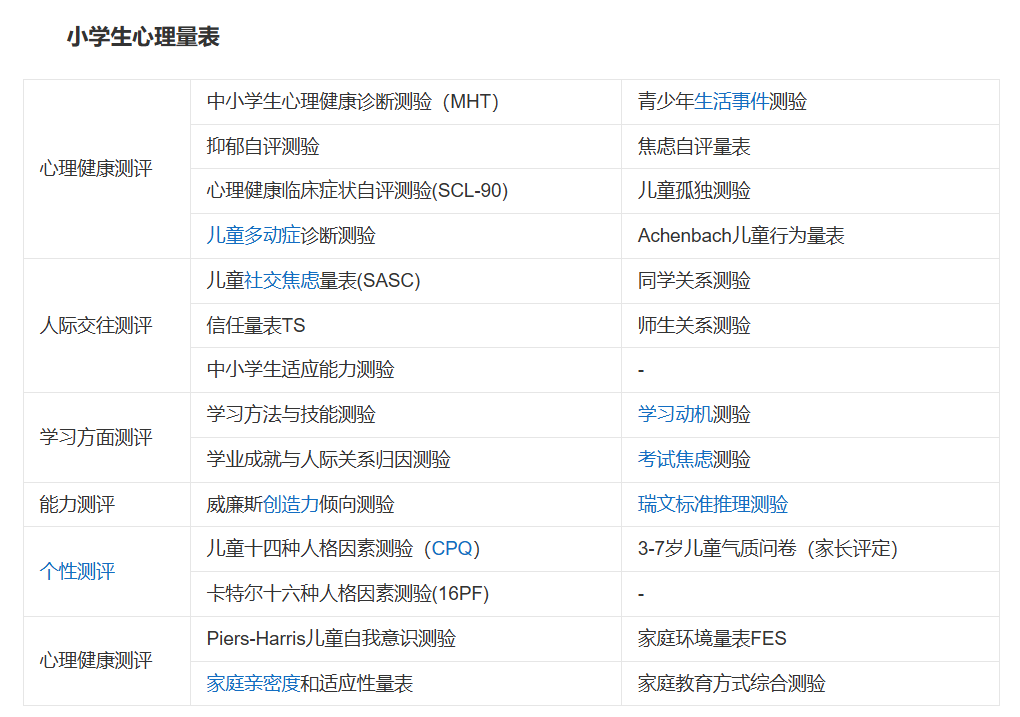 小学生心理量表
心理健康测评
中小学生心理健康诊断测验（MHT）
青少年生活事件测验
抑郁自评测验
焦虑自评量表
心理健康临床症状自评测验(SCL-90)
儿童孤独测验
儿童多动症诊断测验
Achenbach儿童行为量表
人际交往测评
儿童社交焦虑量表(SASC)
同学关系测验
信任量表TS
师生关系测验
中小学生适应能力测验
-
学习方面测评
学习方法与技能测验
学习动机测验
学业成就与人际关系归因测验
考试焦虑测验
能力测评
威廉斯创造力倾向测验
瑞文标准推理测验
个性测评
儿童十四种人格因素测验（CPQ）
3-7岁儿童气质问卷（家长评定）
卡特尔十六种人格因素测验(16PF)
-
心理健康测评
Piers-Harris儿童自我意识测验
家庭环境量表FES
家庭亲密度和适应性量表
家庭教育方式综合测验